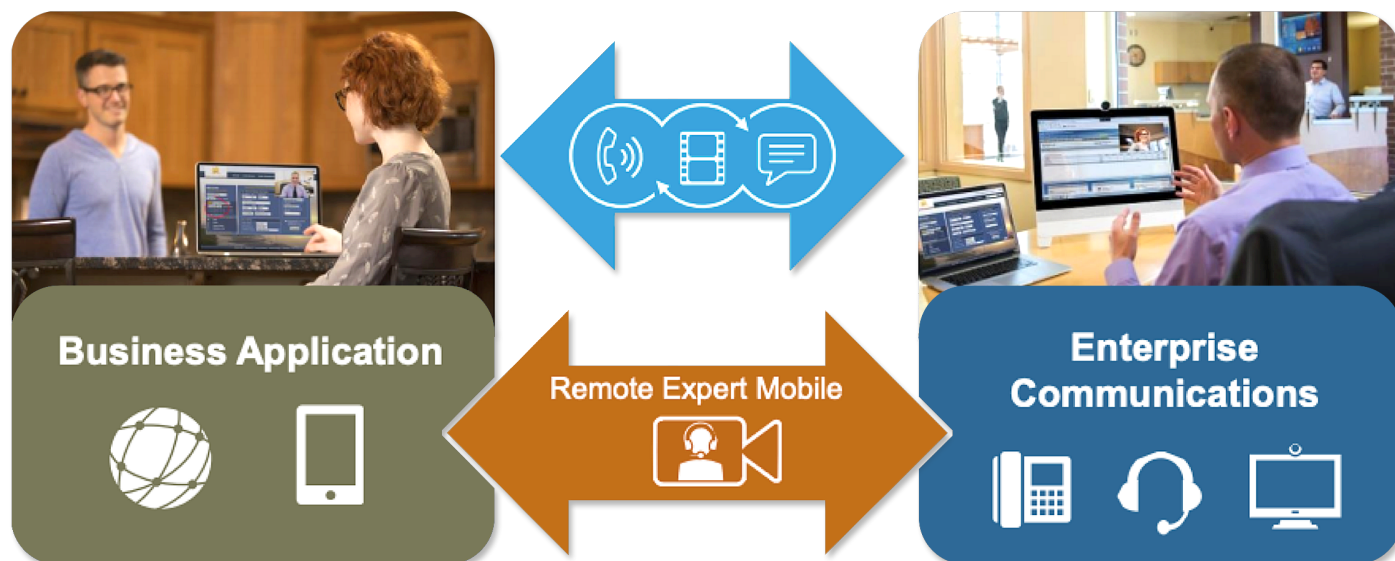 Business Application
Remote Expert Mobile
Enterprise
Communications